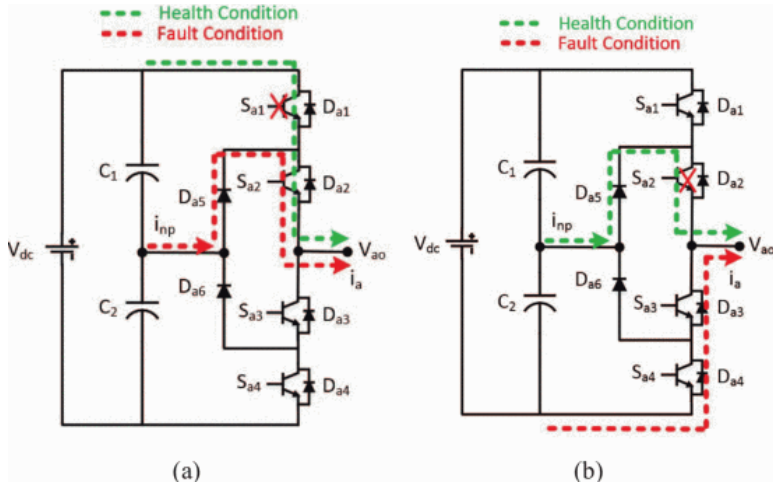 Health Condition
Fault Condition
Sa1
Da1
C1
Sa2
Da2
Da5
inp
Vdc
Vao
ia
Da6
C2
Sa3
Da3
Sa4
Da4
(a)
Health Condition
Fault Condition
Sa1
Da1
C1
Sa2
Da2
Da5
inp
Vdc
Vao
ia
Da6
C2
Sa3
Da3
Sa4
Da4
(b)